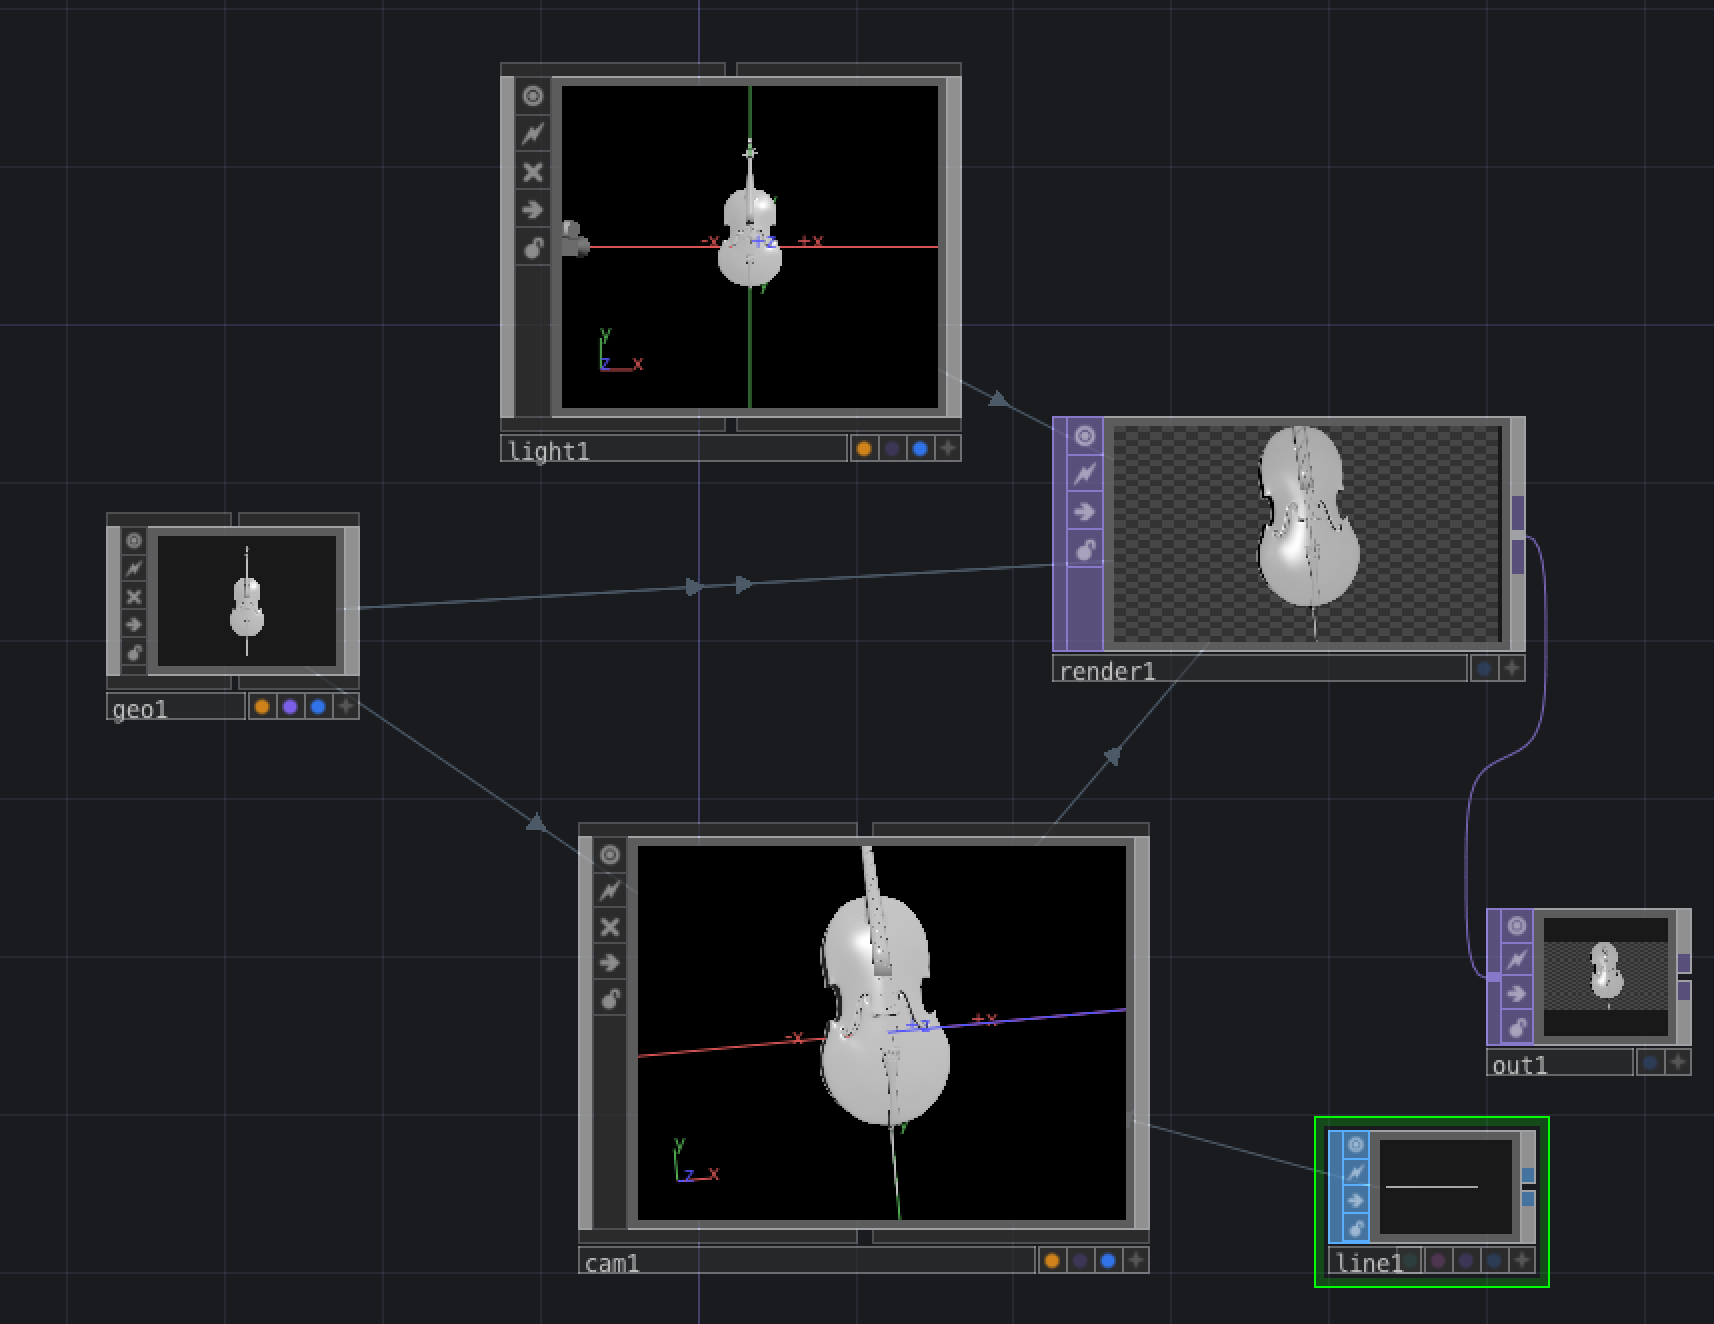 -x +z +x
y
y
z x
light1
geo1
render1
-x +z +x
y
y
z x
cam1
out1
line1